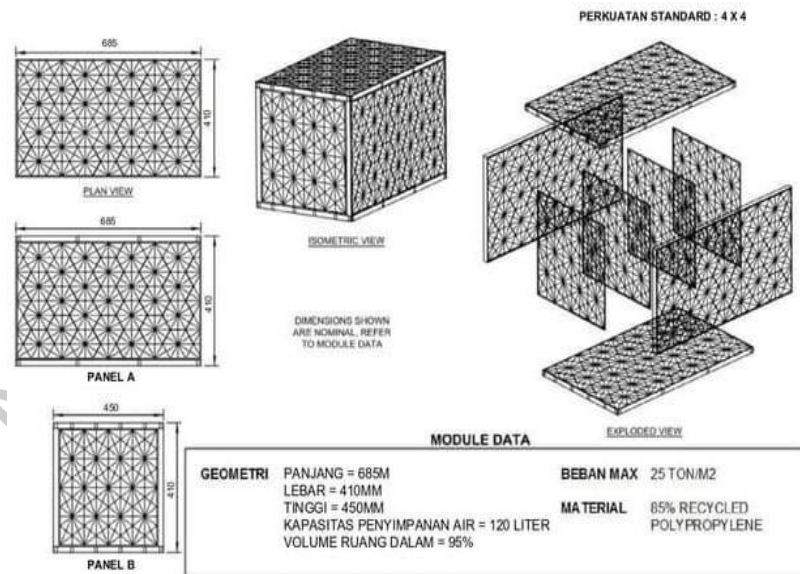 PERKUATAN STANDARD : 4 X 4
685
410
PLAN VIEW
ISOMETRIC VIEW
685
410
PANEL A
DIMENSIONS SHOWN
ARE NOMINAL, REFER
TO MODULE DATA
EXPLODED VIEW
450
410
PANEL B
MODULE DATA
GEOMETRI PANJANG = 685M
LEBAR = 410MM
TINGGI = 450MM
KAPASITAS PENYIMPANAN AIR = 120 LITER
VOLUME RUANG DALAM = 95%
BEBAN MAX 25 TON/M2
MATERIAL 85% RECYCLED
POLYPROPYLENE